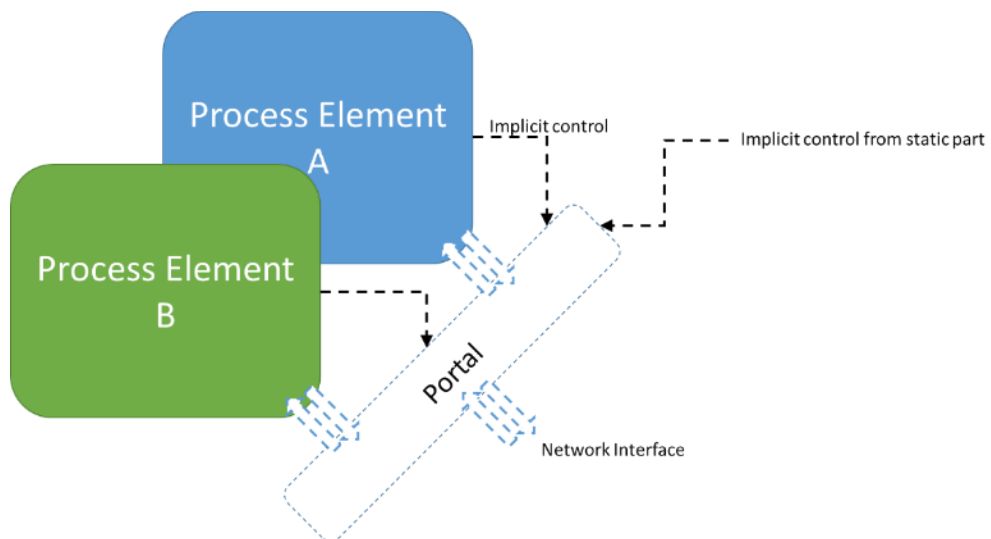 Process Element
A
Implicit control
Implicit control from static part
Process Element
B
Portal
Network Interface